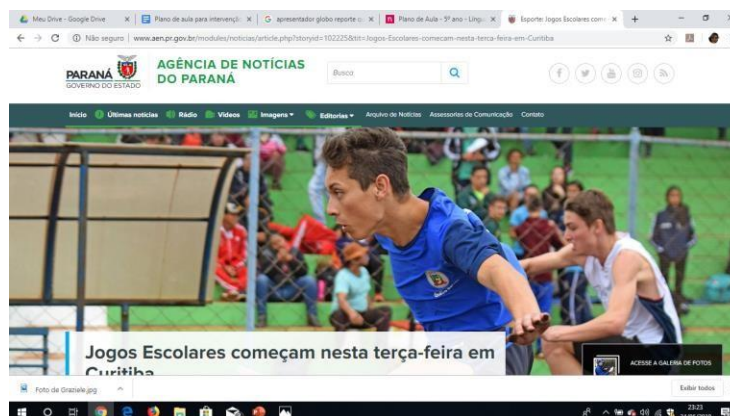 Meu Drive - Google Drive
Plano de aula para intervenção
apresentador globo reporte
Plano de Aula - 5º ano - Língu
Esporte: Jogos Escolares com
Não seguro | www.aen.pr.gov.br/modules/noticias/article.php?storyid=102225&tit=Jogos-Escolares-comecam-nesta-terca-feira-em-Curitiba
PARANÁ
GOVERNO DO ESTADO
AGÊNCIA DE NOTÍCIAS
DO PARANÁ
Busca
Início Últimas notícias Rádio Vídeos Imagens Editorias Arquivo de Notícias Assessorias de Comunicação Contato
Jogos Escolares começam nesta terça-feira em
Curitiba
ACESSE A GALERIA DE FOTOS
Foto de Graziele.jpg
Exibir todos
23:23